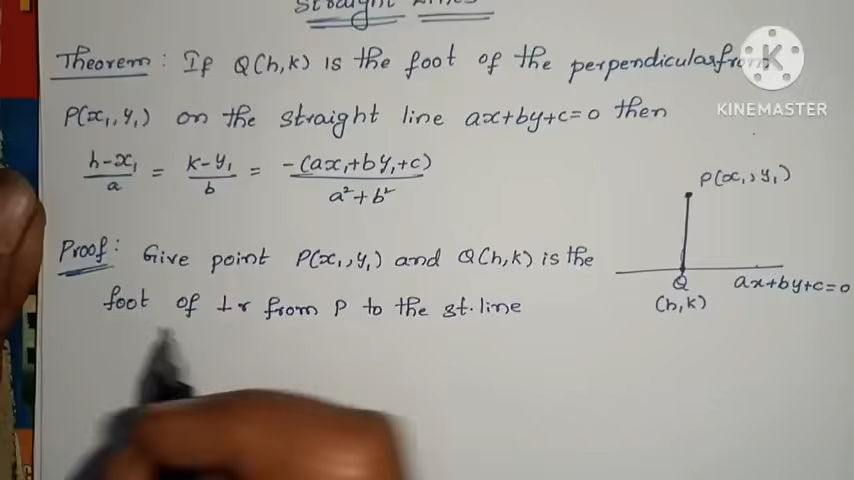 Straight Lines
Theorem: If Q(h,k) is the foot of the perpendicular from
P(x₁,y₁) on the straight line ax+by+c=0 then
h-x₁/a = k-y₁/b = -(ax₁+by₁+c)/a²+b²
P(x₁,y₁)
Proof: Give point P(x₁,y₁) and Q(h,k) is the
foot of ⊥r from P to the st.line
Q
(h,k)
ax+by+c=0
K
KINEMASTER